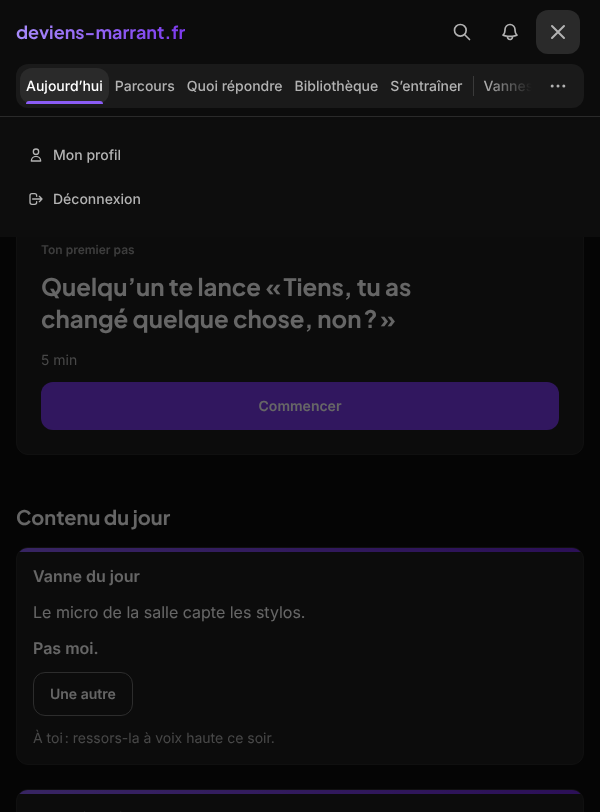 deviens-marrant.fr
Aujourd’hui Parcours Quoi répondre Bibliothèque S’entraîner Vannes
Mon profil
Déconnexion
Ton premier pas
Quelqu’un te lance « Tiens, tu as
changé quelque chose, non ? »
5 min
Commencer
Contenu du jour
Vanne du jour
Le micro de la salle capte les stylos.
Pas moi.
Une autre
À toi : ressors-la à voix haute ce soir.